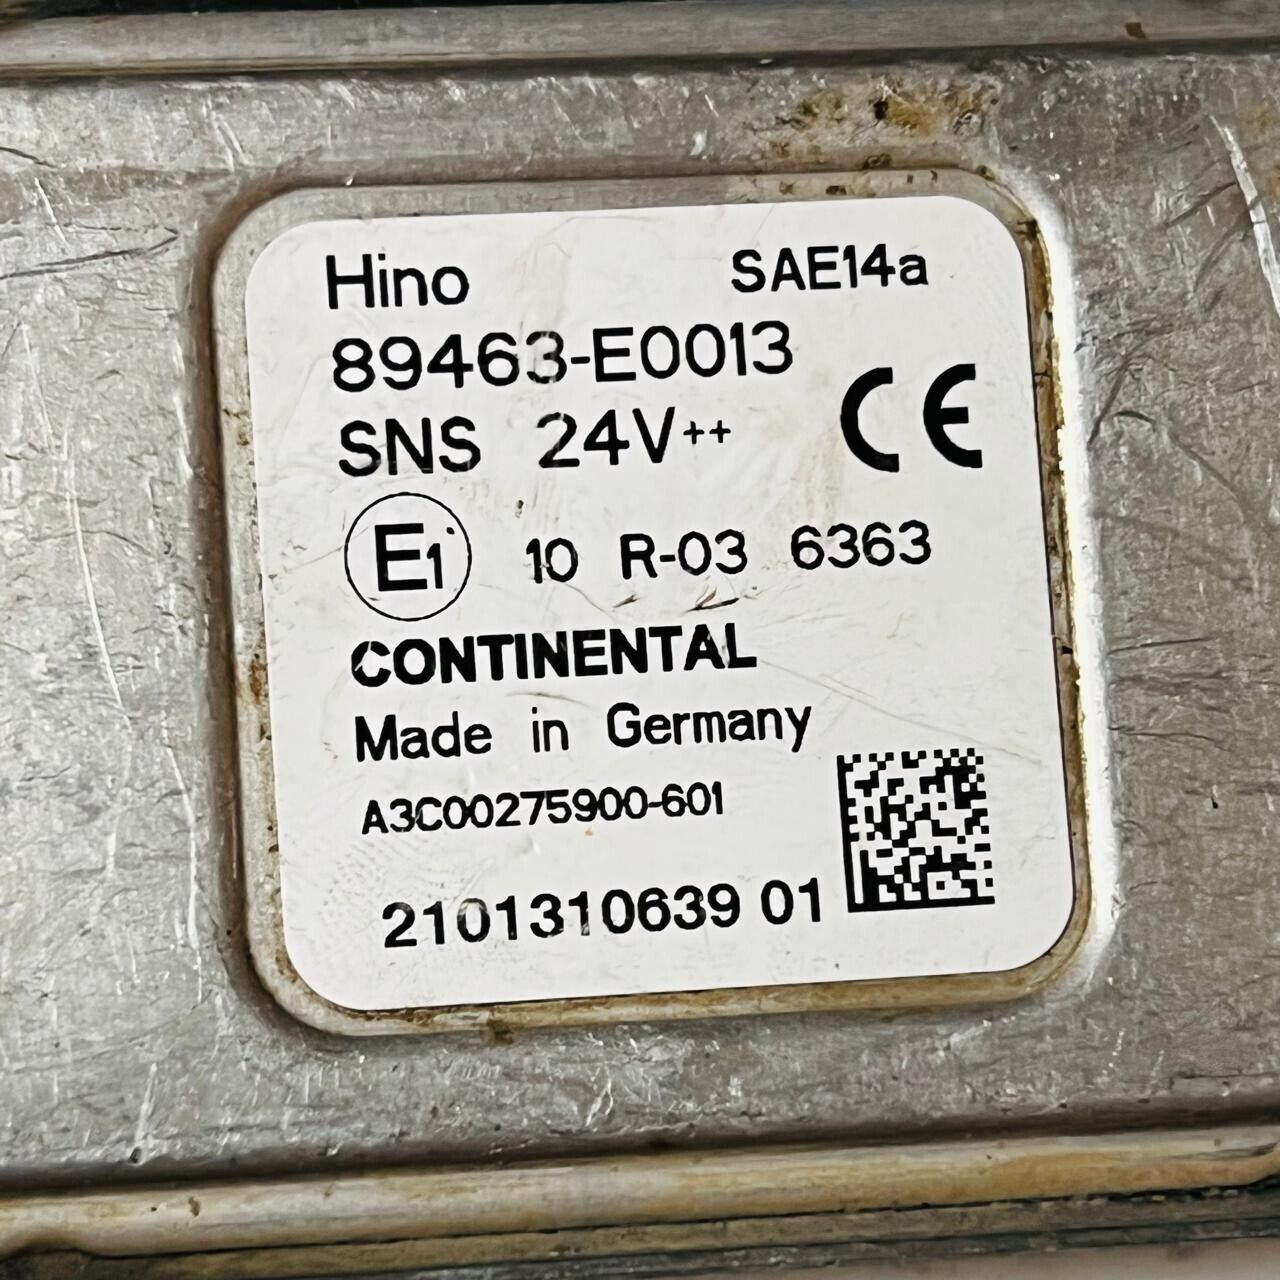 Hino SAE14a
89463-E0013
SNS 24V++ CE
E1 10 R-03 6363
CONTINENTAL
Made in Germany
A3C00275900-601
2101310639 01